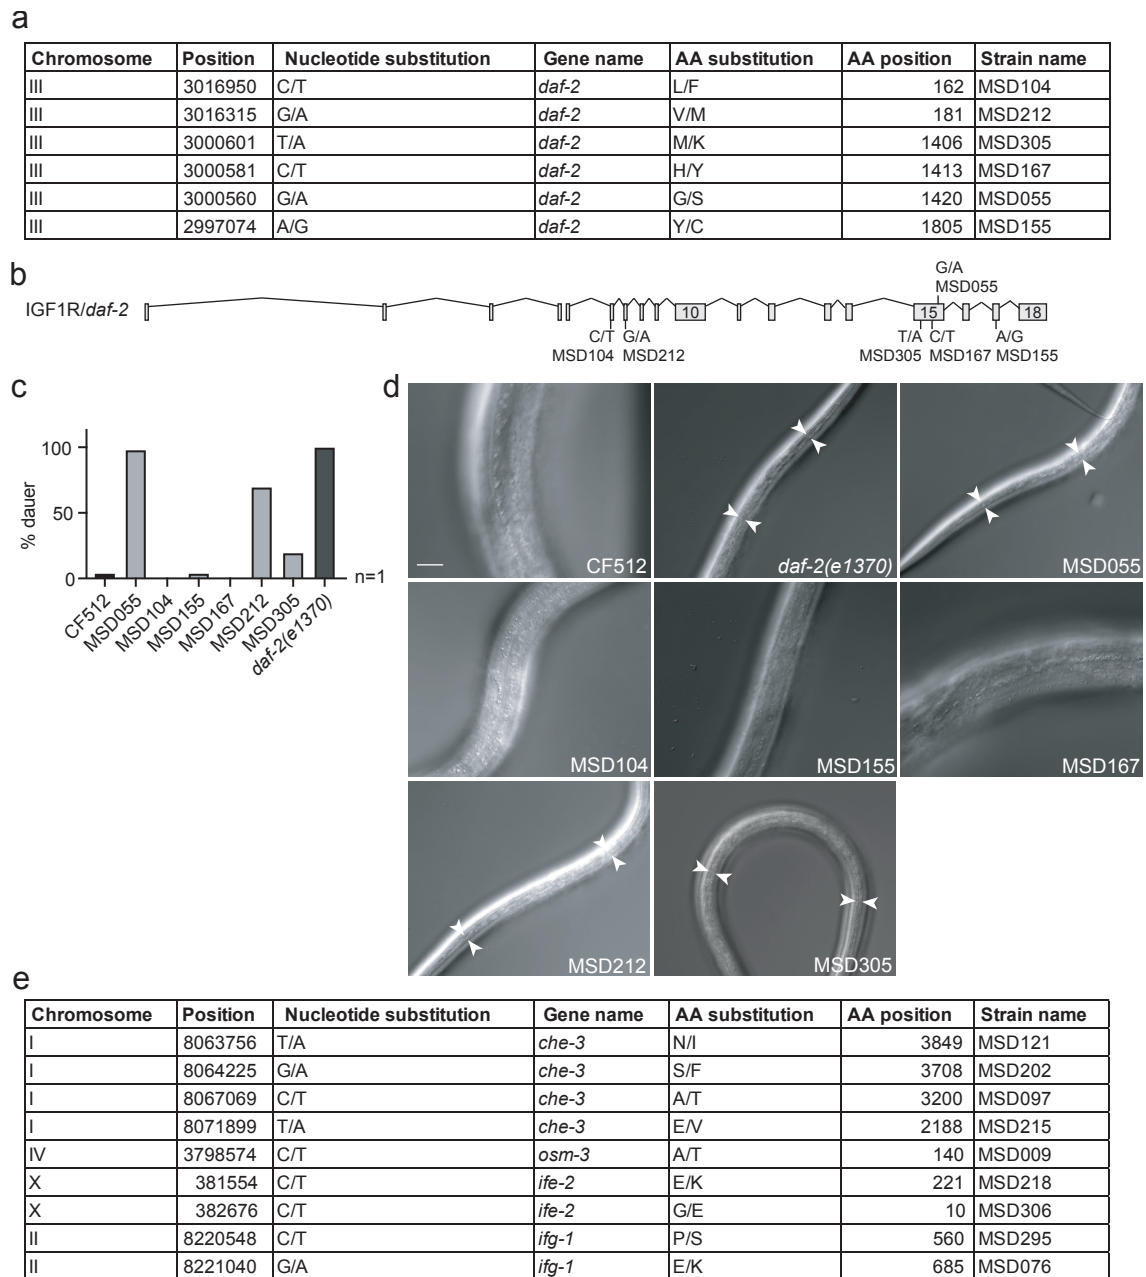 a
Chromosome Position Nucleotide substitution Gene name AA substitution AA position Strain name
III 3016950 C/T daf-2 L/F 162 MSD104
III 3016315 G/A daf-2 V/M 181 MSD212
III 3000601 T/A daf-2 M/K 1406 MSD305
III 3000581 C/T daf-2 H/Y 1413 MSD167
III 3000560 G/A daf-2 G/S 1420 MSD055
III 2997074 A/G daf-2 Y/C 1805 MSD155
b
G/A
MSD055
IGF1R/daf-2 10 15 18
C/T G/A T/A C/T A/G
MSD104 MSD212 MSD305 MSD167 MSD155
c
% dauer
100
50
0
n=1
CF512 MSD055 MSD104 MSD155 MSD167 MSD212 MSD305 daf-2(e1370)
d
CF512 daf-2(e1370) MSD055
MSD104 MSD155 MSD167
MSD212 MSD305
e
Chromosome Position Nucleotide substitution Gene name AA substitution AA position Strain name
I 8063756 T/A che-3 N/I 3849 MSD121
I 8064225 G/A che-3 S/F 3708 MSD202
I 8067069 C/T che-3 A/T 3200 MSD097
I 8071899 T/A che-3 E/V 2188 MSD215
IV 3798574 C/T osm-3 A/T 140 MSD009
X 381554 C/T ife-2 E/K 221 MSD218
X 382676 C/T ife-2 G/E 10 MSD306
II 8220548 C/T ifg-1 P/S 560 MSD295
II 8221040 G/A ifg-1 E/K 685 MSD076